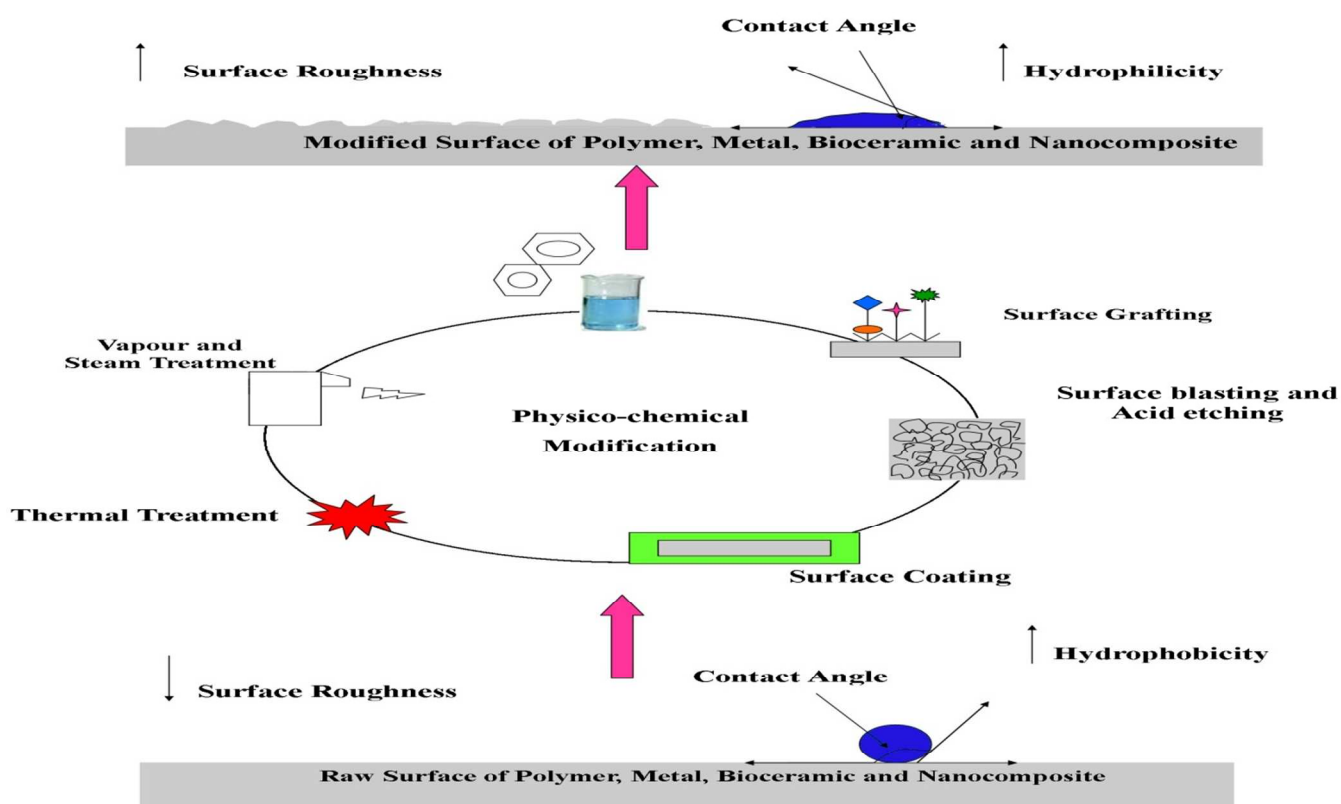 Contact Angle
Surface Roughness
Hydrophilicity
Modified Surface of Polymer, Metal, Bioceramic and Nanocomposite
Surface Grafting
Vapour and
Steam Treatment
Surface blasting and
Acid etching
Physico-chemical
Modification
Thermal Treatment
Surface Coating
Hydrophobicity
Contact Angle
Surface Roughness
Raw Surface of Polymer, Metal, Bioceramic and Nanocomposite